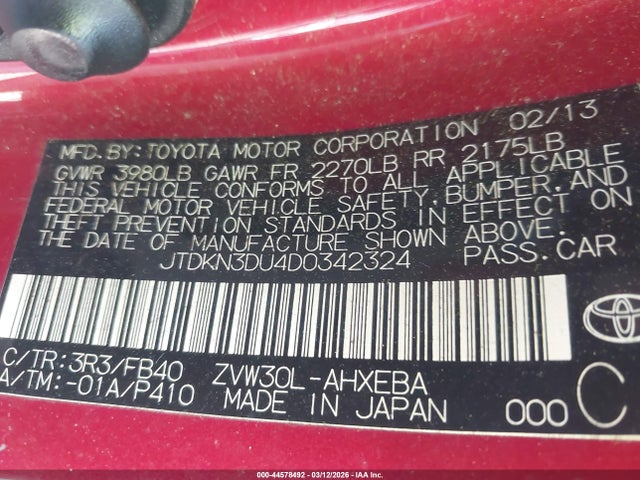 MFD.BY:TOYOTA MOTOR CORPORATION 02/13
GVWR 3980LB GAWR FR 2270LB RR 2175LB
THIS VEHICLE CONFORMS TO ALL APPLICABLE
FEDERAL MOTOR VEHICLE SAFETY,BUMPER,AND
THEFT PREVENTION STANDARDS IN EFFECT ON
THE DATE OF MANUFACTURE SHOWN ABOVE.
JTDKN3DU4D0342324 PASS.CAR
C/TR:3R3/FB40 ZVW30L-AHXEBA
A/TM:-01A/P410 MADE IN JAPAN 000 C
000-44578492 - 03/12/2026 - IAA Inc.